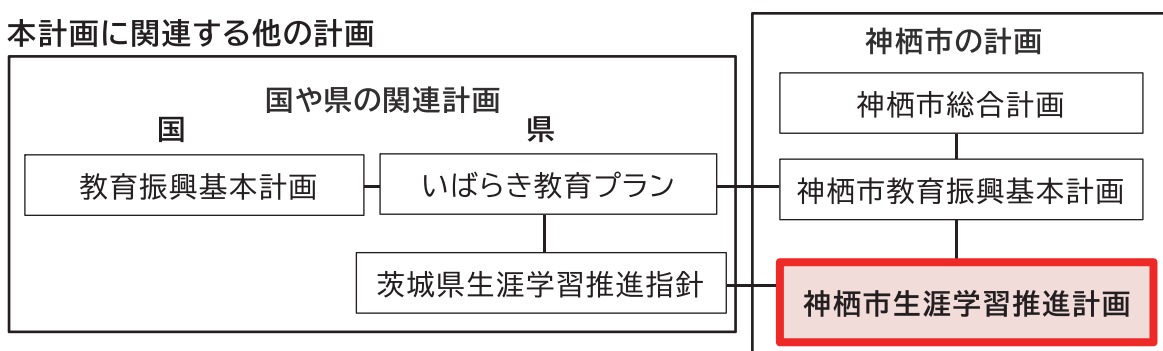 本計画に関連する他の計画
国や県の関連計画
国
県
教育振興基本計画
いばらき教育プラン
茨城県生涯学習推進指針
神栖市の計画
神栖市総合計画
神栖市教育振興基本計画
神栖市生涯学習推進計画